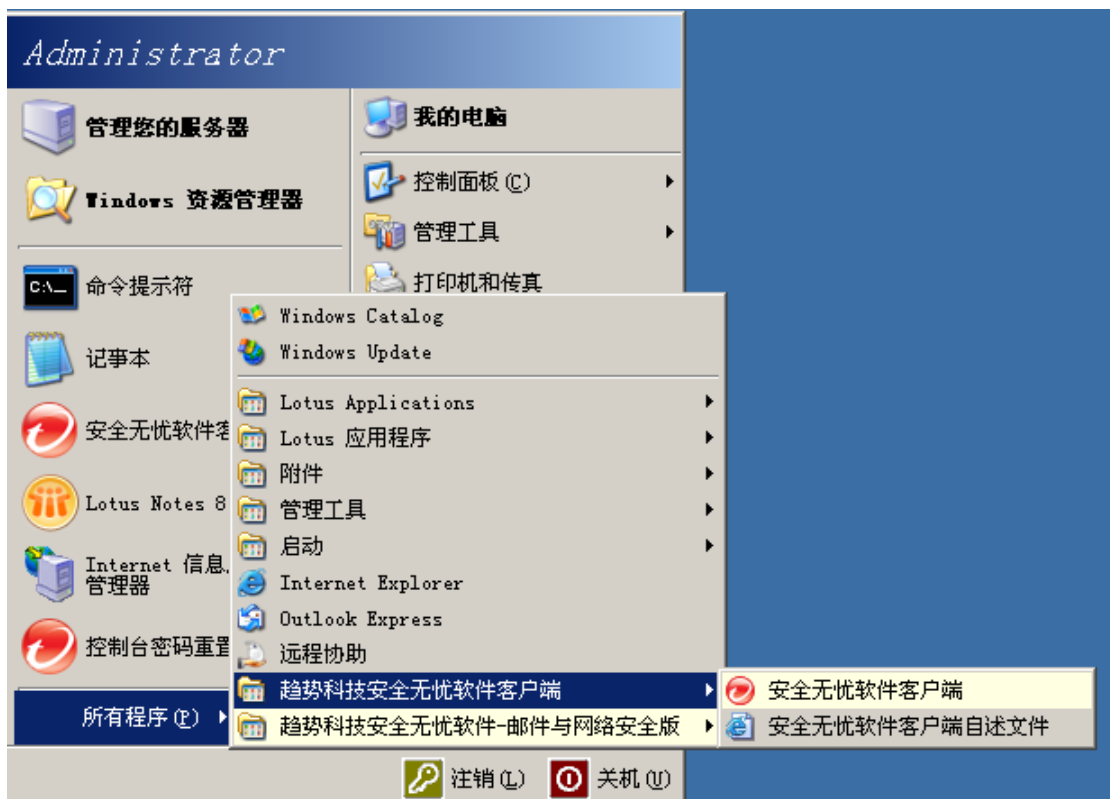 Administrator
管理您的服务器
Windows 资源管理器
命令提示符
记事本
安全无忧软件客
Lotus Notes 8
Internet 信息
管理器
控制台密码重置
所有程序(P)
我的电脑
控制面板(C)
管理工具
打印机和传真
Windows Catalog
Windows Update
Lotus Applications
Lotus 应用程序
附件
管理工具
启动
Internet Explorer
Outlook Express
远程协助
趋势科技安全无忧软件客户端
趋势科技安全无忧软件-邮件与网络安全版
安全无忧软件客户端
安全无忧软件客户端自述文件
注销(L)
关机(U)
C:\_